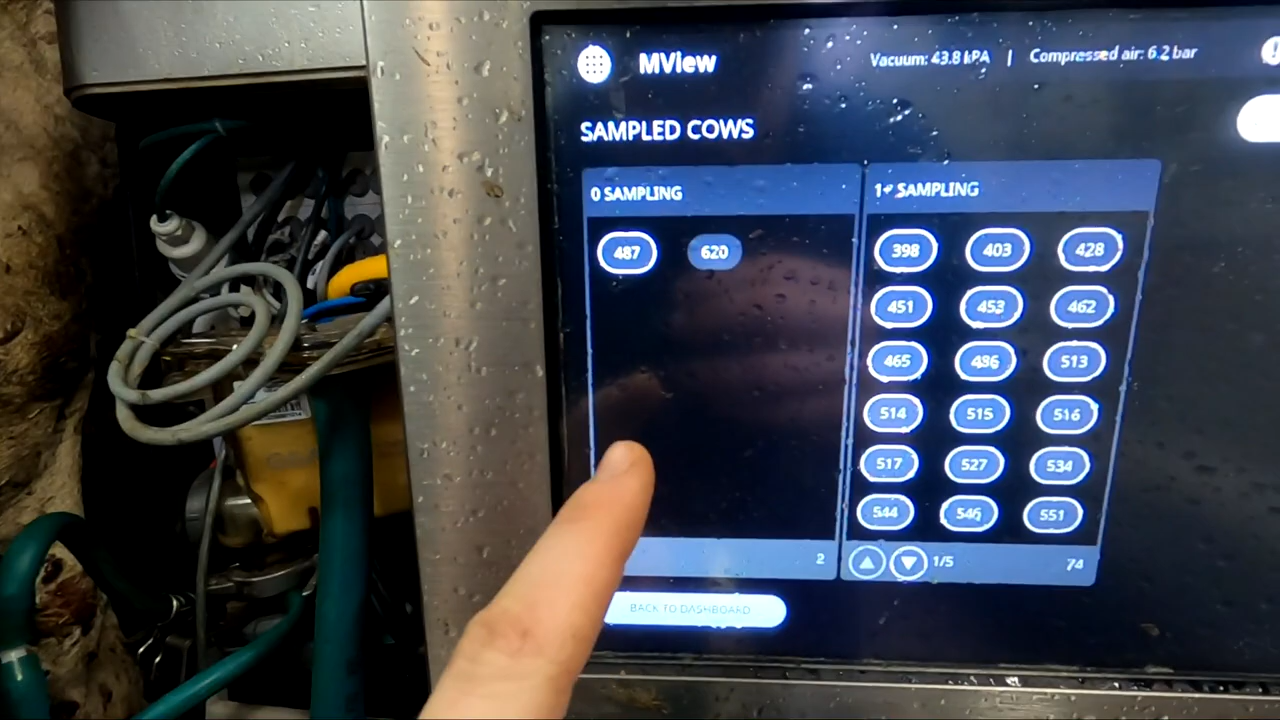 MView
Vacuum: 43.8 kPA | Compressed air: 6.2 bar
SAMPLED COWS
0 SAMPLING
487 620
2
1+ SAMPLING
398 403 428
451 453 462
465 486 513
514 515 516
517 527 534
544 546 551
1/5 74
BACK TO DASHBOARD